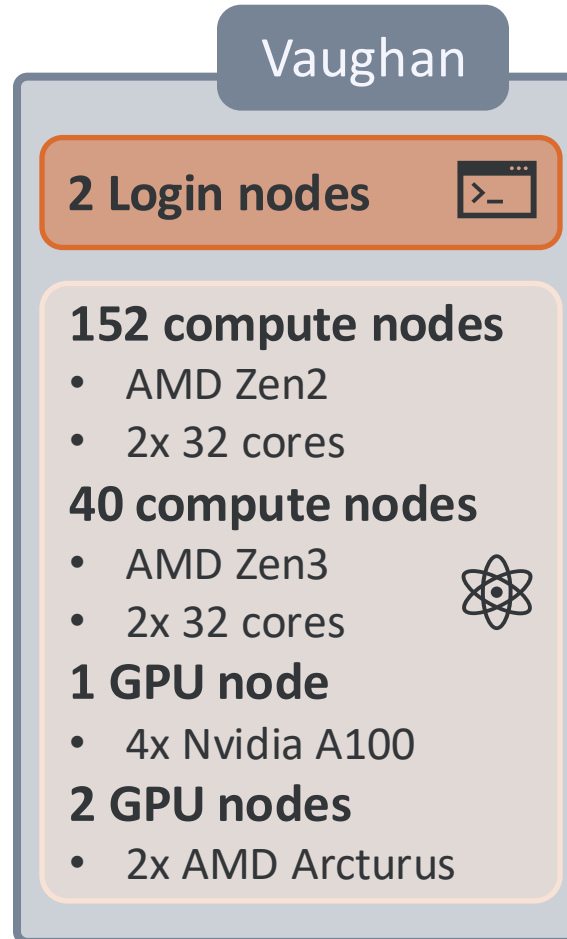 Vaughan
2 Login nodes
>_
152 compute nodes
• AMD Zen2
• 2x 32 cores
40 compute nodes
• AMD Zen3
• 2x 32 cores
1 GPU node
• 4x Nvidia A100
2 GPU nodes
• 2x AMD Arcturus